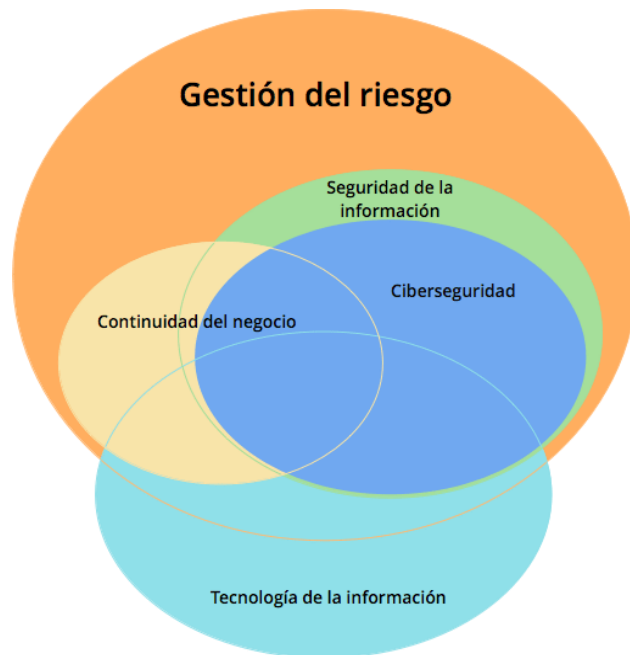 Gestión del riesgo
Seguridad de la
información
Ciberseguridad
Continuidad del negocio
Tecnología de la información